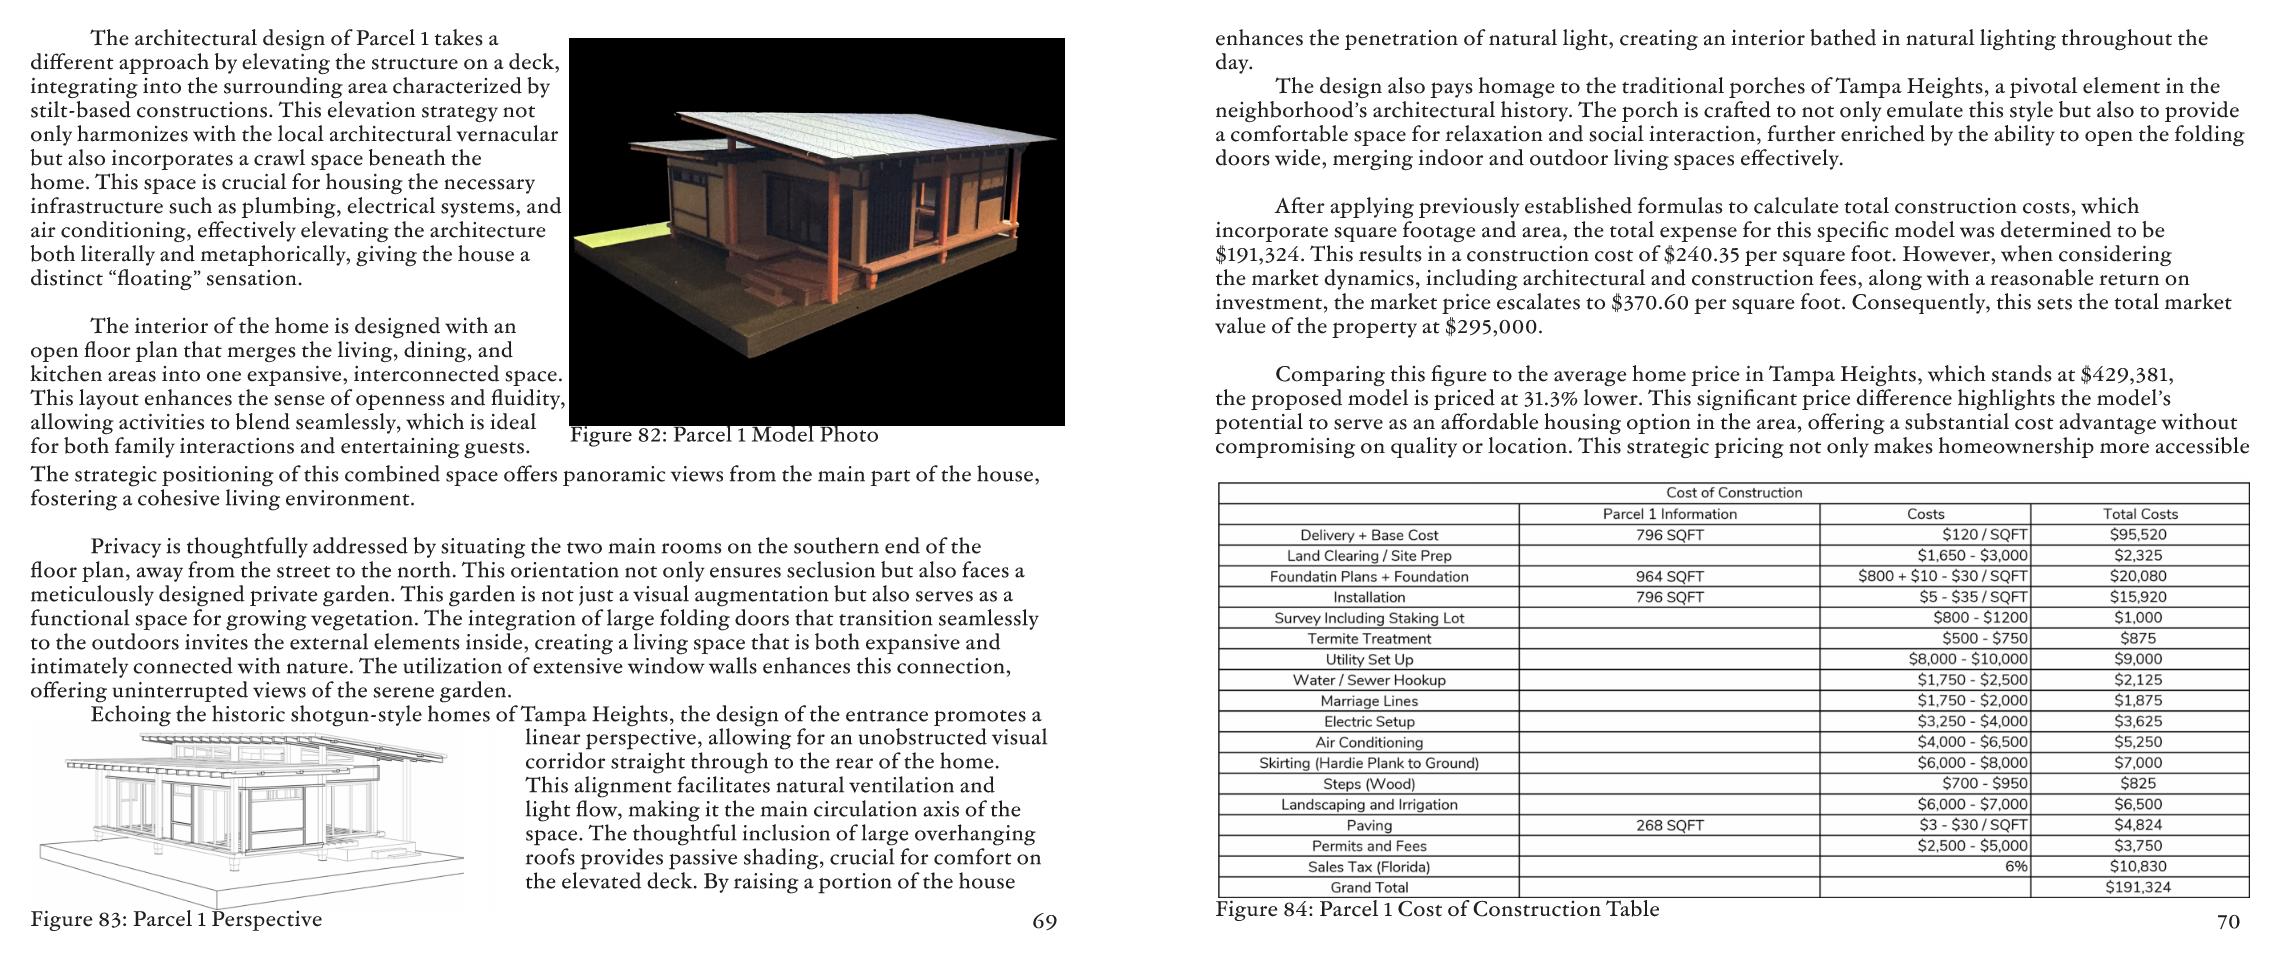 The architectural design of Parcel 1 takes a
different approach by elevating the structure on a deck,
integrating into the surrounding area characterized by
stilt-based constructions. This elevation strategy not
only harmonizes with the local architectural vernacular
but also incorporates a crawl space beneath the
home. This space is crucial for housing the necessary
infrastructure such as plumbing, electrical systems, and
air conditioning, effectively elevating the architecture
both literally and metaphorically, giving the house a
distinct “floating” sensation.
The interior of the home is designed with an
open floor plan that merges the living, dining, and
kitchen areas into one expansive, interconnected space.
This layout enhances the sense of openness and fluidity,
allowing activities to blend seamlessly, which is ideal
for both family interactions and entertaining guests.
Figure 82: Parcel 1 Model Photo
The strategic positioning of this combined space offers panoramic views from the main part of the house,
fostering a cohesive living environment.
Privacy is thoughtfully addressed by situating the two main rooms on the southern end of the
floor plan, away from the street to the north. This orientation not only ensures seclusion but also faces a
meticulously designed private garden. This garden is not just a visual augmentation but also serves as a
functional space for growing vegetation. The integration of large folding doors that transition seamlessly
to the outdoors invites the external elements inside, creating a living space that is both expansive and
intimately connected with nature. The utilization of extensive window walls enhances this connection,
offering uninterrupted views of the serene garden.
Echoing the historic shotgun-style homes of Tampa Heights, the design of the entrance promotes a
linear perspective, allowing for an unobstructed visual
corridor straight through to the rear of the home.
This alignment facilitates natural ventilation and
light flow, making it the main circulation axis of the
space. The thoughtful inclusion of large overhanging
roofs provides passive shading, crucial for comfort on
the elevated deck. By raising a portion of the house
Figure 83: Parcel 1 Perspective
69
enhances the penetration of natural light, creating an interior bathed in natural lighting throughout the
day.
The design also pays homage to the traditional porches of Tampa Heights, a pivotal element in the
neighborhood’s architectural history. The porch is crafted to not only emulate this style but also to provide
a comfortable space for relaxation and social interaction, further enriched by the ability to open the folding
doors wide, merging indoor and outdoor living spaces effectively.
After applying previously established formulas to calculate total construction costs, which
incorporate square footage and area, the total expense for this specific model was determined to be
$191,324. This results in a construction cost of $240.35 per square foot. However, when considering
the market dynamics, including architectural and construction fees, along with a reasonable return on
investment, the market price escalates to $370.60 per square foot. Consequently, this sets the total market
value of the property at $295,000.
Comparing this figure to the average home price in Tampa Heights, which stands at $429,381,
the proposed model is priced at 31.3% lower. This significant price difference highlights the model’s
potential to serve as an affordable housing option in the area, offering a substantial cost advantage without
compromising on quality or location. This strategic pricing not only makes homeownership more accessible
Cost of Construction
Parcel 1 Information Costs Total Costs
Delivery + Base Cost 796 SQFT $120 / SQFT $95,520
Land Clearing / Site Prep $1,650 - $3,000 $2,325
Foundatin Plans + Foundation 964 SQFT $800 + $10 - $30 / SQFT $20,080
Installation 796 SQFT $5 - $35 / SQFT $15,920
Survey Including Staking Lot $800 - $1200 $1,000
Termite Treatment $500 - $750 $875
Utility Set Up $8,000 - $10,000 $9,000
Water / Sewer Hookup $1,750 - $2,500 $2,125
Marriage Lines $1,750 - $2,000 $1,875
Electric Setup $3,250 - $4,000 $3,625
Air Conditioning $4,000 - $6,500 $5,250
Skirting (Hardie Plank to Ground) $6,000 - $8,000 $7,000
Steps (Wood) $700 - $950 $825
Landscaping and Irrigation $6,000 - $7,000 $6,500
Paving 268 SQFT $3 - $30 / SQFT $4,824
Permits and Fees $2,500 - $5,000 $3,750
Sales Tax (Florida) 6% $10,830
Grand Total $191,324
Figure 84: Parcel 1 Cost of Construction Table
70